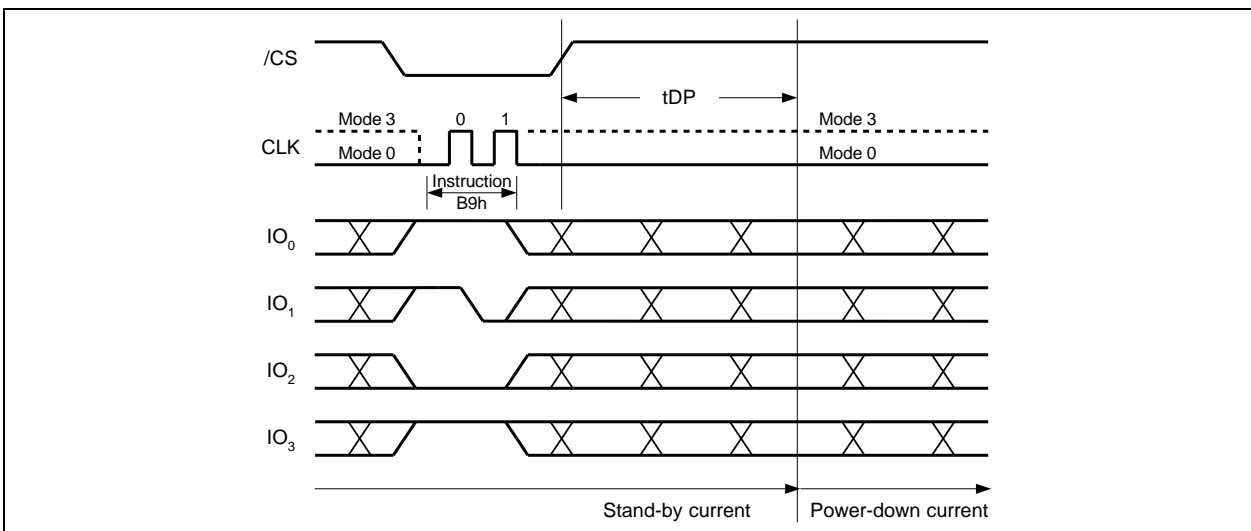 /CS
tDP
Mode 3 0 1 Mode 3
CLK
Mode 0 Mode 0
Instruction
B9h
IO0
IO1
IO2
IO3
Stand-by current Power-down current